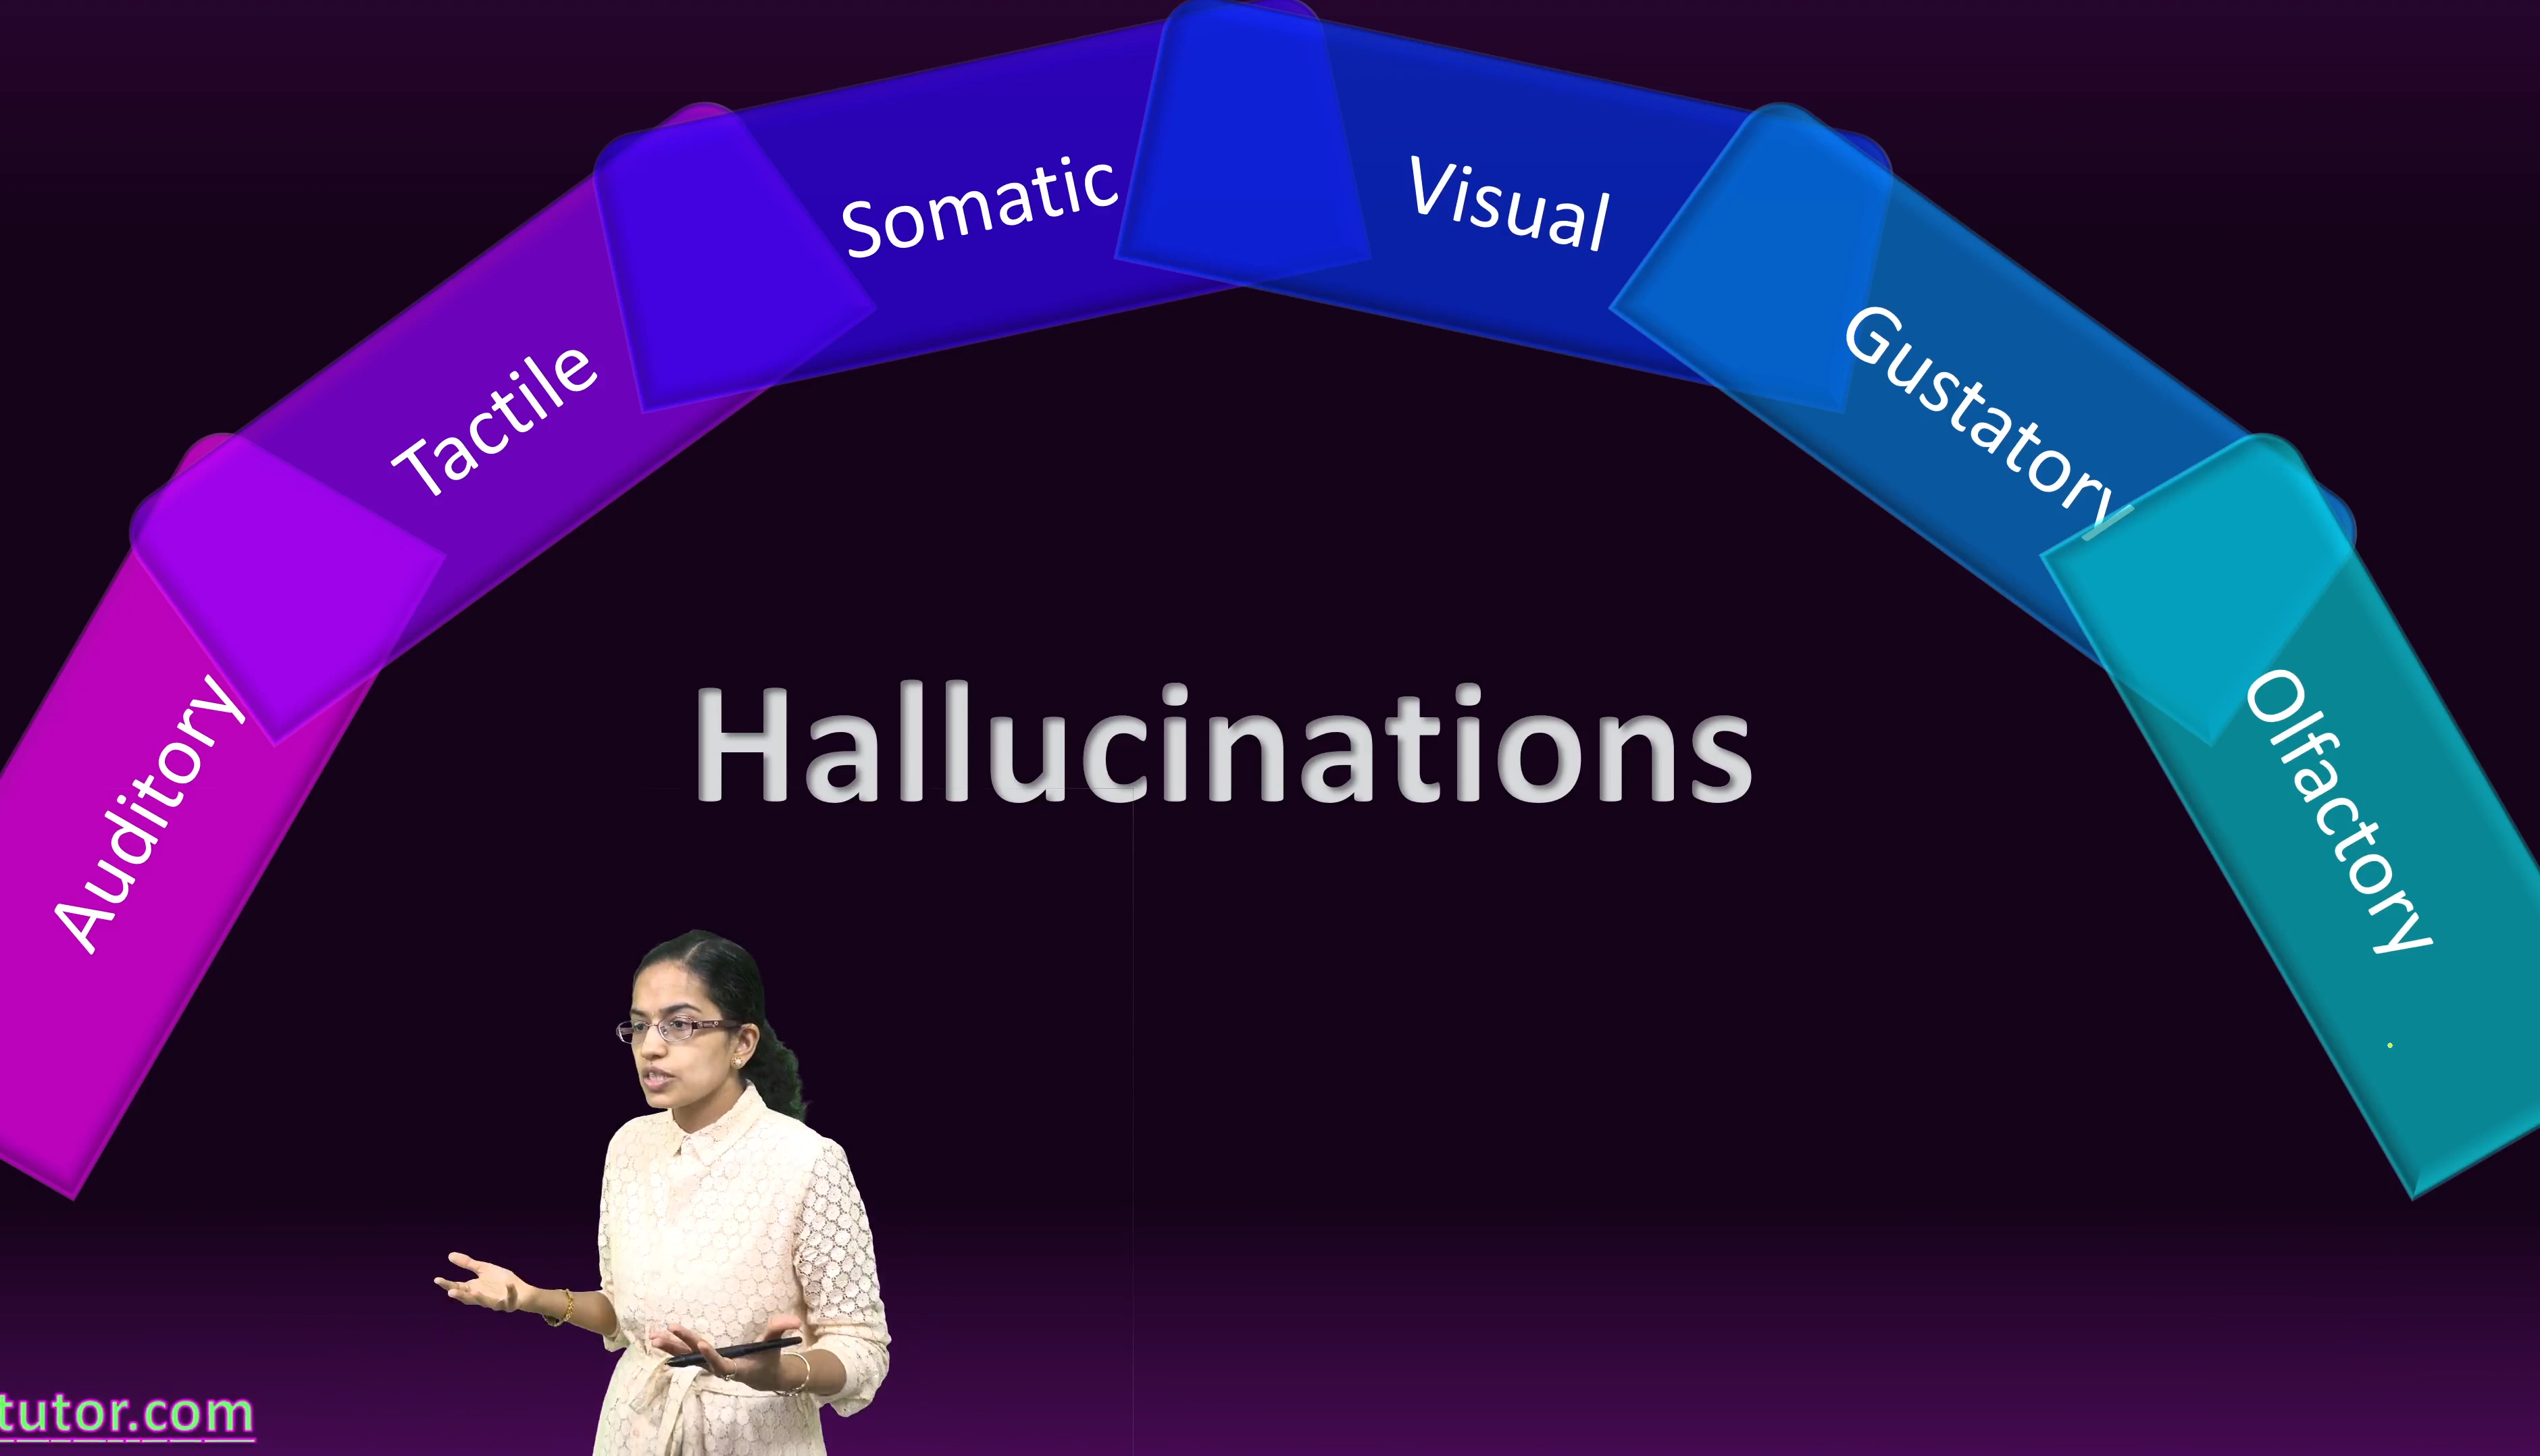 Auditory
Tactile
Somatic
Visual
Gustatory
Olfactory
Hallucinations
tutor.com